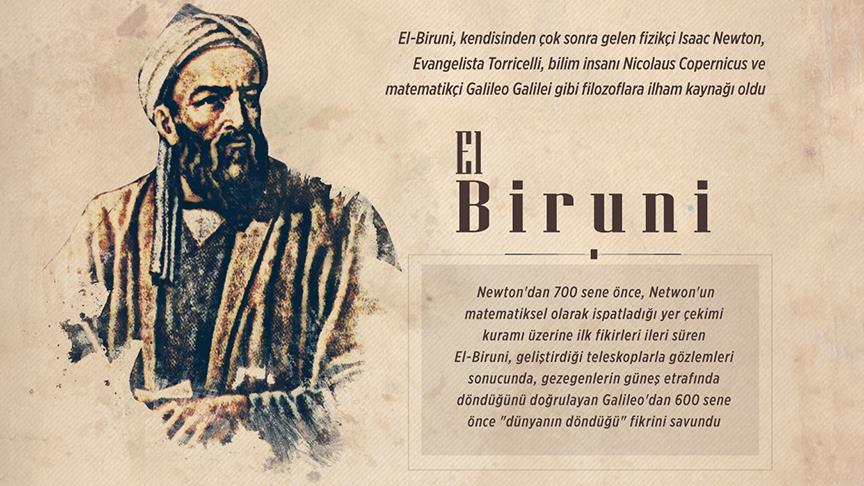 El-Biruni, kendisinden çok sonra gelen fizikçi Isaac Newton,
Evangelista Torricelli, bilim insanı Nicolaus Copernicus ve
matematikçi Galileo Galilei gibi filozoflara ilham kaynağı oldu
El
Biruni
Newton'dan 700 sene önce, Netwon'un
matematiksel olarak ispatladığı yer çekimi
kuramı üzerine ilk fikirleri ileri süren
El-Biruni, geliştirdiği teleskoplarla gözlemleri
sonucunda, gezegenlerin güneş etrafında
döndüğünü doğrulayan Galileo'dan 600 sene
önce "dünyanın döndüğü" fikrini savundu